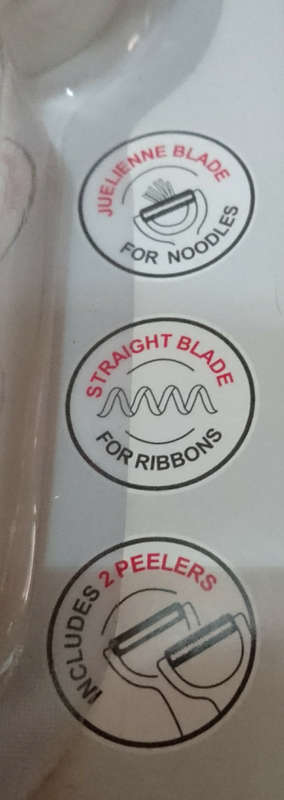 JUELIENNE BLADE
FOR NOODLES
STRAIGHT BLADE
FOR RIBBONS
INCLUDES 2 PEELERS